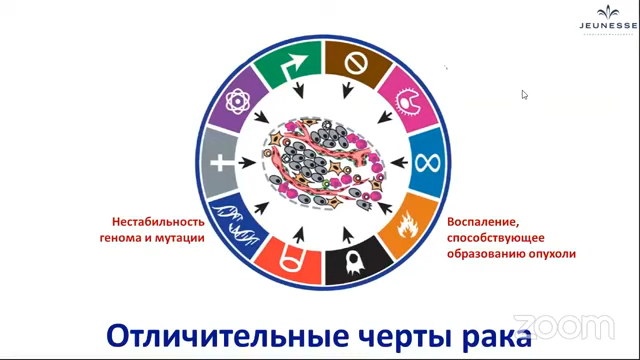 JEUNESSE
Нестабильность
генома и мутации
Воспаление,
способствующее
образованию опухоли
Отличительные черты рака
zoom